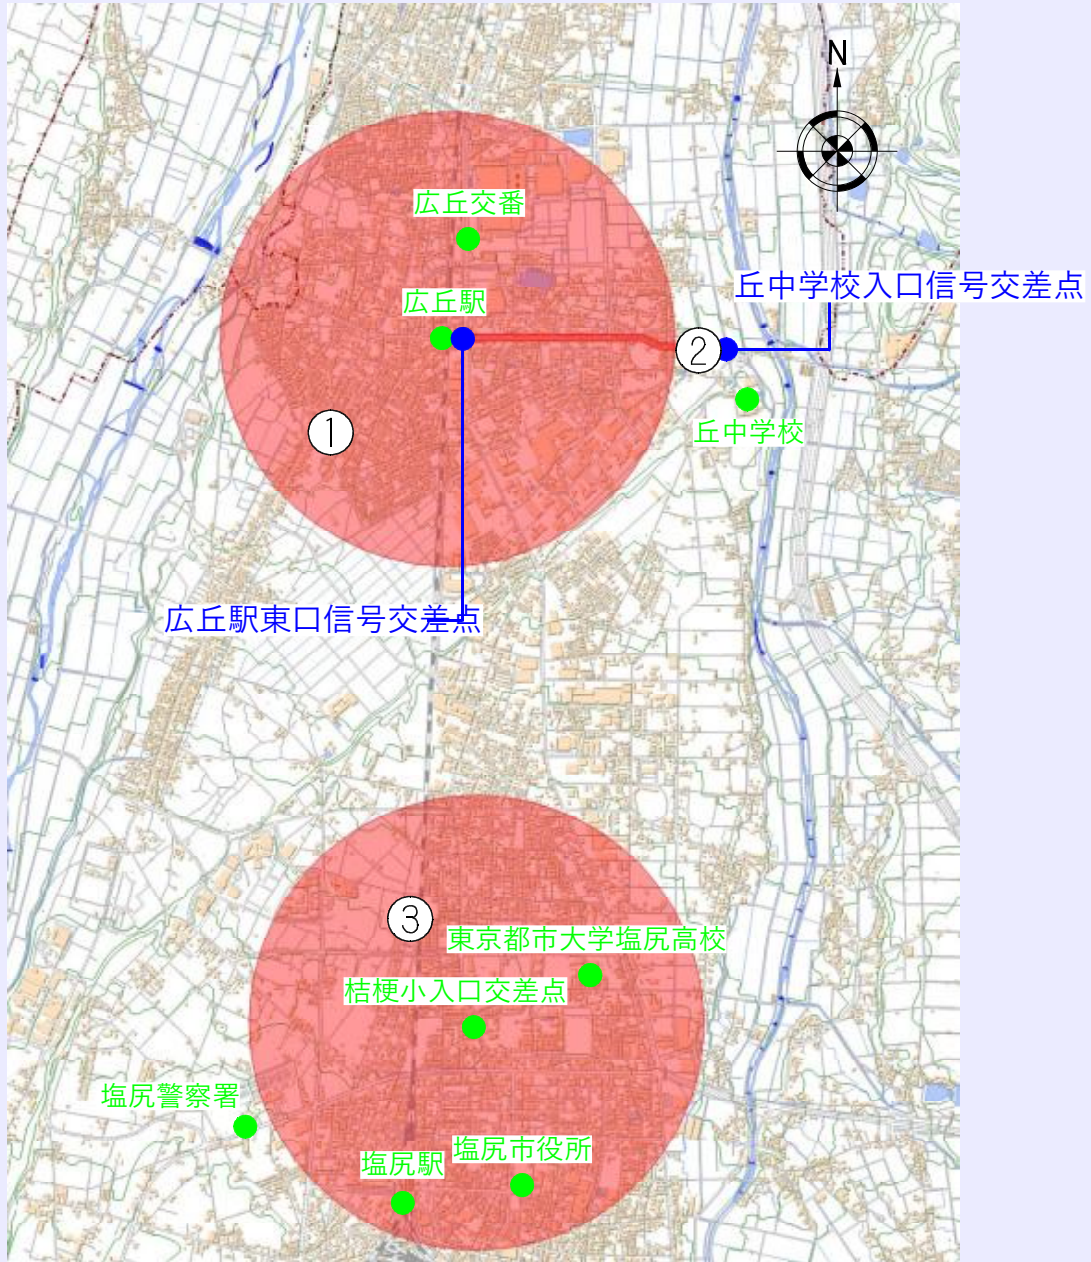 N
広丘交番
丘中学校入口信号交差点
広丘駅
②
丘中学校
①
広丘駅東口信号交差点
③
東京都市大学塩尻高校
桔梗小入口交差点
塩尻警察署
塩尻市役所
塩尻駅